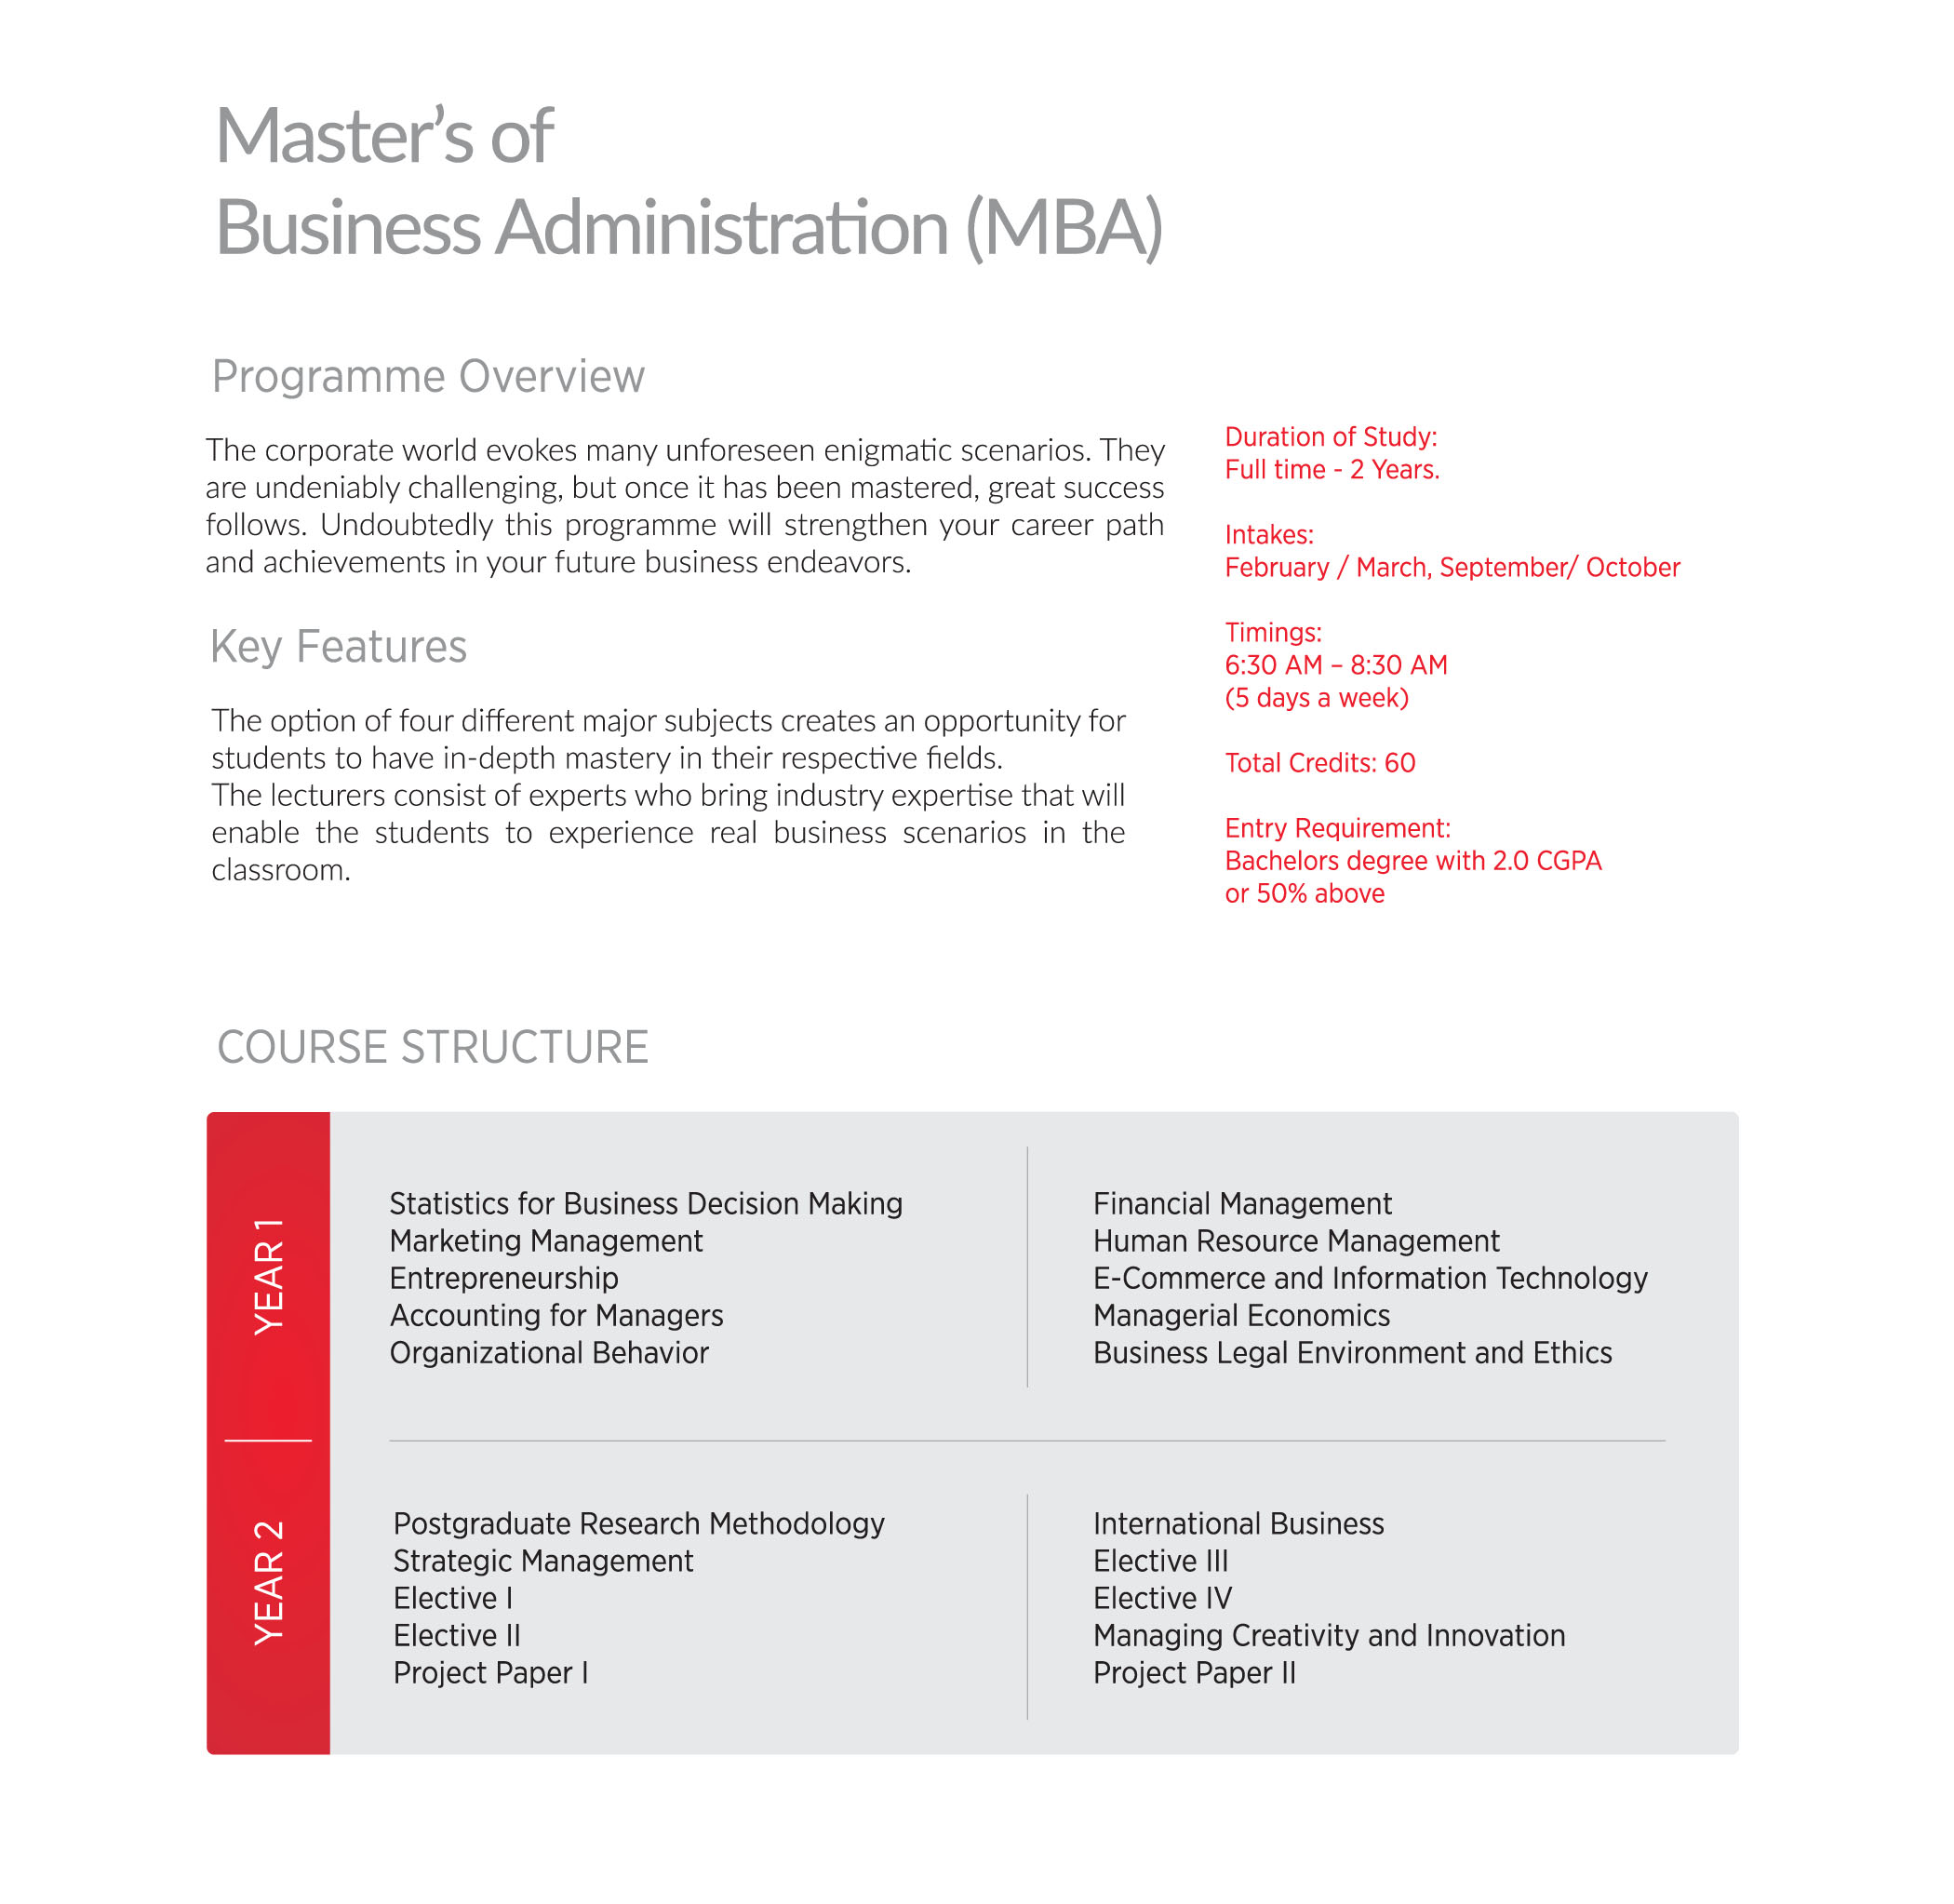 Master’s of
Business Administration (MBA)
Programme Overview
The corporate world evokes many unforeseen enigmatic scenarios. They
are undeniably challenging, but once it has been mastered, great success
follows. Undoubtedly this programme will strengthen your career path
and achievements in your future business endeavors.
Key Features
The option of four different major subjects creates an opportunity for
students to have in-depth mastery in their respective fields.
The lecturers consist of experts who bring industry expertise that will
enable the students to experience real business scenarios in the
classroom.
Duration of Study:
Full time - 2 Years.
Intakes:
February / March, September/ October
Timings:
6:30 AM – 8:30 AM
(5 days a week)
Total Credits: 60
Entry Requirement:
Bachelors degree with 2.0 CGPA
or 50% above
COURSE STRUCTURE
YEAR 1
Statistics for Business Decision Making
Marketing Management
Entrepreneurship
Accounting for Managers
Organizational Behavior
Financial Management
Human Resource Management
E-Commerce and Information Technology
Managerial Economics
Business Legal Environment and Ethics
YEAR 2
Postgraduate Research Methodology
Strategic Management
Elective I
Elective II
Project Paper I
International Business
Elective III
Elective IV
Managing Creativity and Innovation
Project Paper II